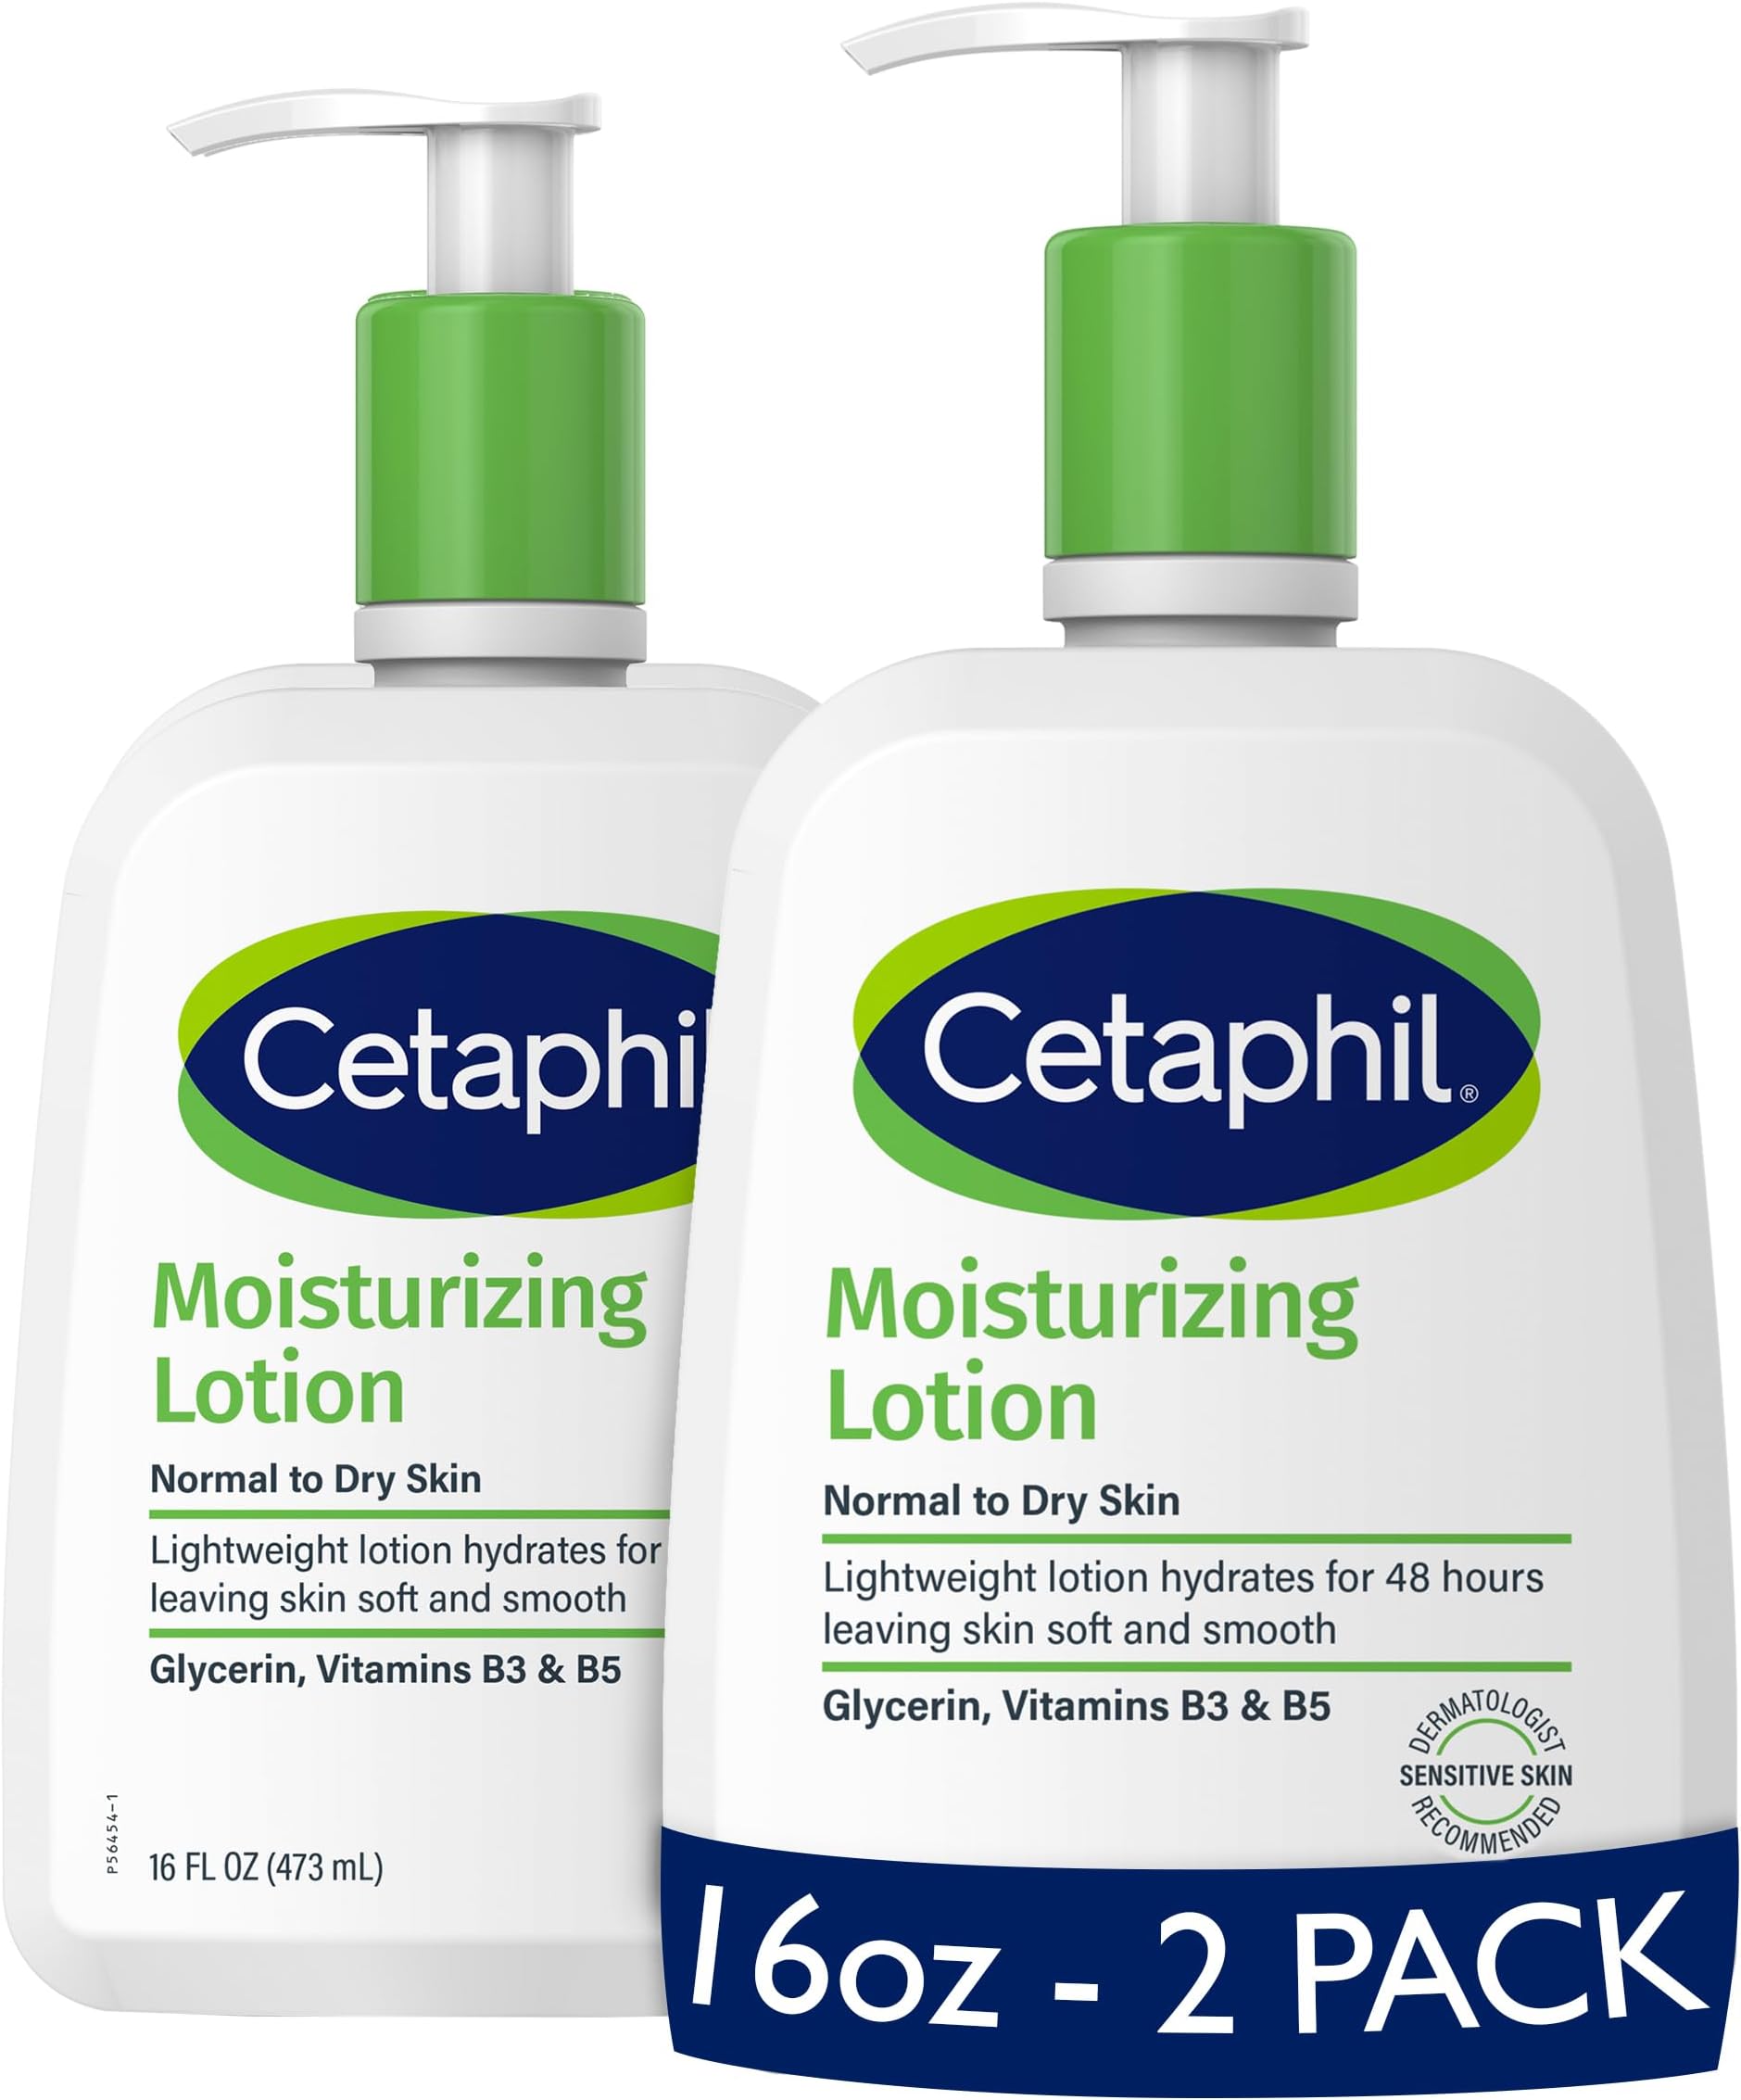 Cetaphi
Moisturizing
Lotion
Normal to Dry Skin
Lightweight lotion hydrates for
leaving skin soft and smooth
Glycerin, Vitamins B3 & B5
P56454-1
16 FL OZ (473 mL)
Cetaphil®
Moisturizing
Lotion
Normal to Dry Skin
Lightweight lotion hydrates for 48 hours
leaving skin soft and smooth
Glycerin, Vitamins B3 & B5
DERMATOLOGIST
SENSITIVE SKIN
RECOMMENDED
16oz - 2 PACK